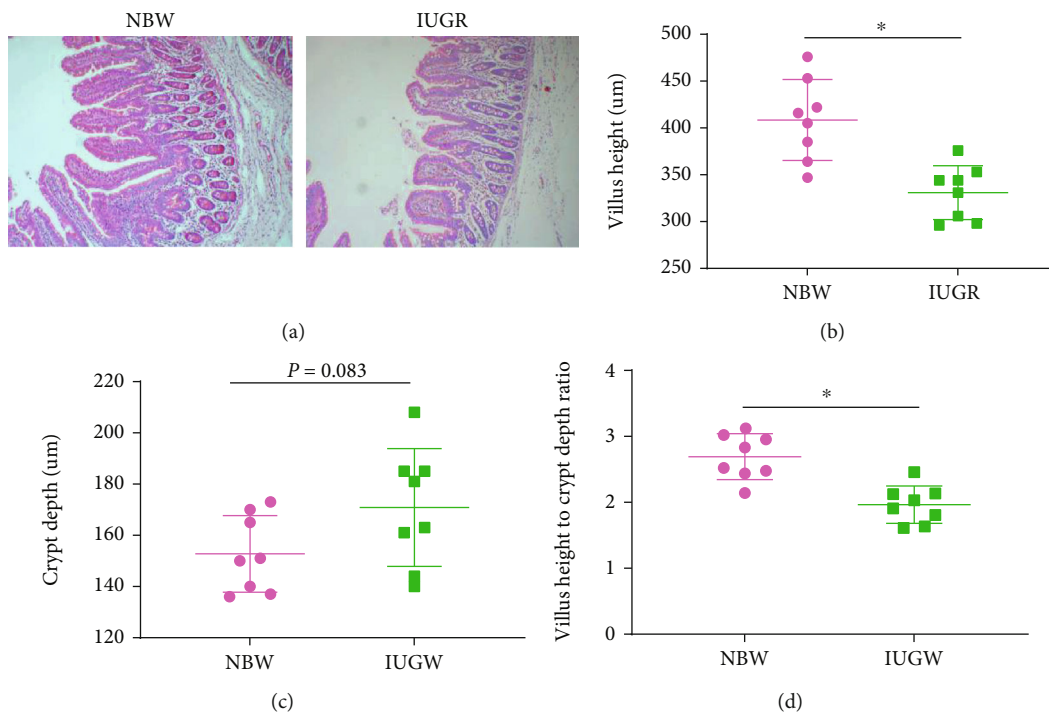 NBW
IUGR
(a)
Villus height (um)
500
450
400
350
300
250
*
NBW
IUGR
(b)
Crypt depth (um)
220
200
180
160
140
120
P = 0.083
NBW
IUGW
(c)
Villus height to crypt depth ratio
4
3
2
1
0
*
NBW
IUGW
(d)